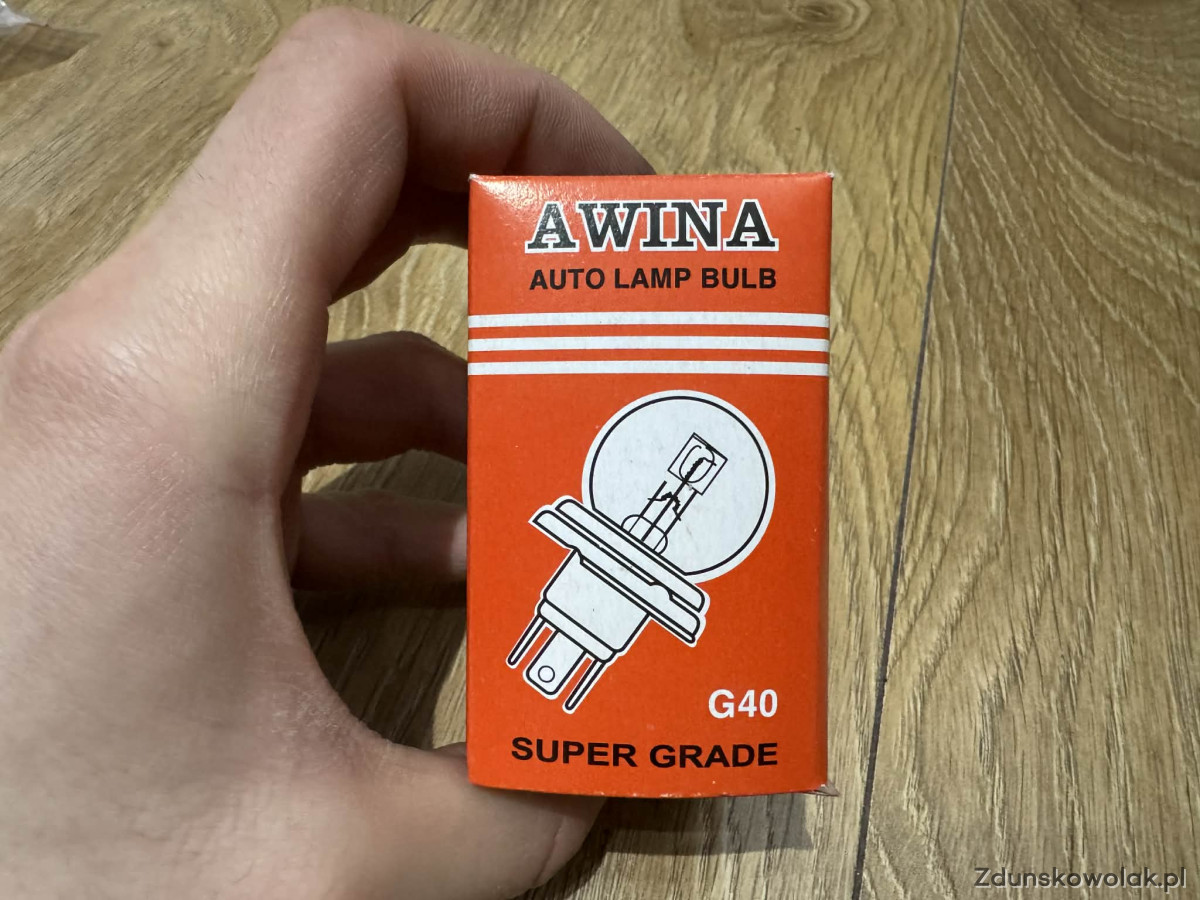 AWINA
AUTO LAMP BULB
G40
SUPER GRADE
Zdunskowolak.pl